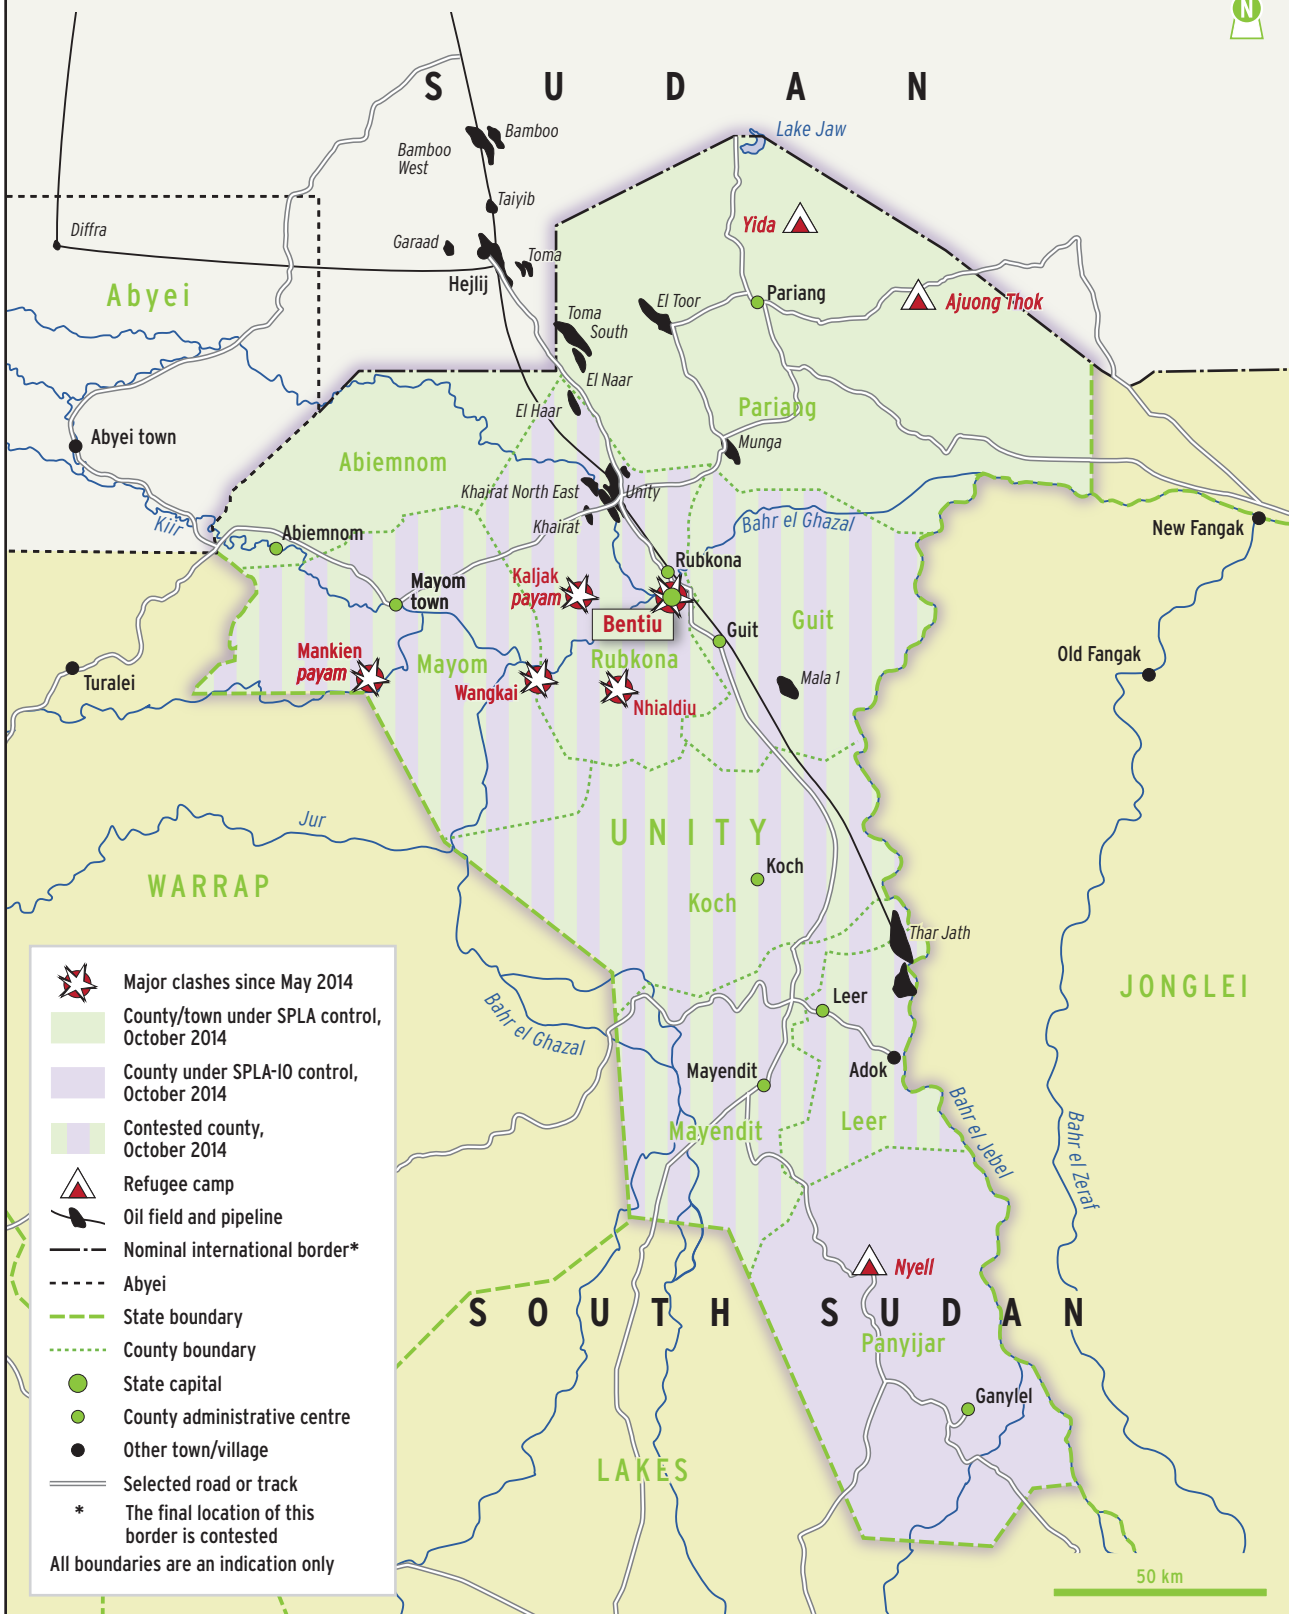 N
S U D A N
Lake Jaw
Bamboo
Bamboo
West
Taiyib
Diffra
Garaad
Toma
Hejlij
Yida
Abyei
Pariang
El Toor
Ajuong Thok
Toma
South
El Naar
El Haar
Pariang
Abyei town
Munga
Abiemnom
Khairat North East
Unity
Kiir
Khairat
Bahr el Ghazal
New Fangak
Abiemnom
Rubkona
Mayom
town
Kaljak
payam
Bentiu
Guit
Guit
Mankien
payam
Mayom
Rubkona
Old Fangak
Turalei
Wangkai
Mala 1
Nhialdiu
Jur
UNITY
Koch
WARRAP
Koch
Thar Jath
JONGLEI
Bahr el Ghazal
Leer
Mayendit
Adok
Mayendit
Leer
Bahr el Jebel
Bahr el Zeraf
Nyell
SOUTH SUDAN
Panyijar
Ganylel
LAKES
Major clashes since May 2014
County/town under SPLA control,
October 2014
County under SPLA-IO control,
October 2014
Contested county,
October 2014
Refugee camp
Oil field and pipeline
Nominal international border*
Abyei
State boundary
County boundary
State capital
County administrative centre
Other town/village
Selected road or track
* The final location of this
border is contested
All boundaries are an indication only
50 km